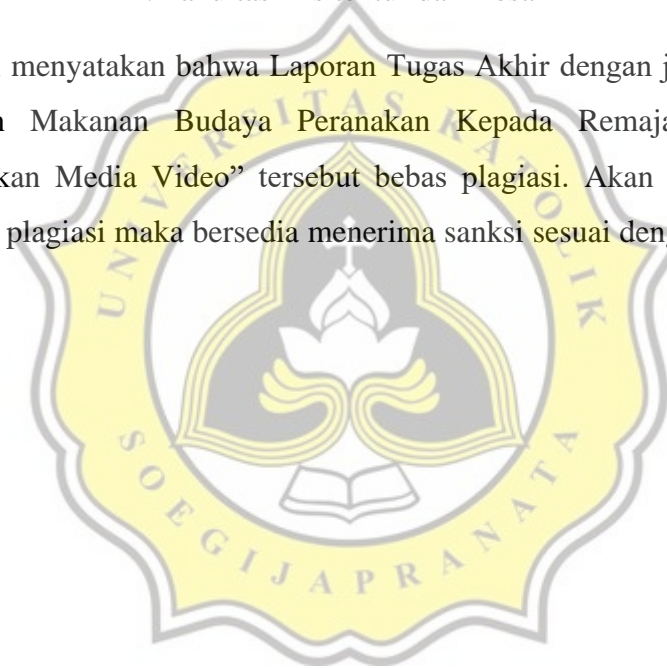 menyatakan bahwa Laporan Tugas Akhir dengan
Makanan Budaya Peranakan Kepada Remaja
kan Media Video” tersebut bebas plagiasi. Akan
plagiasi maka bersedia menerima sanksi sesuai
UNIVERSITAS KATOLIK
SOEGIJAPRANATA